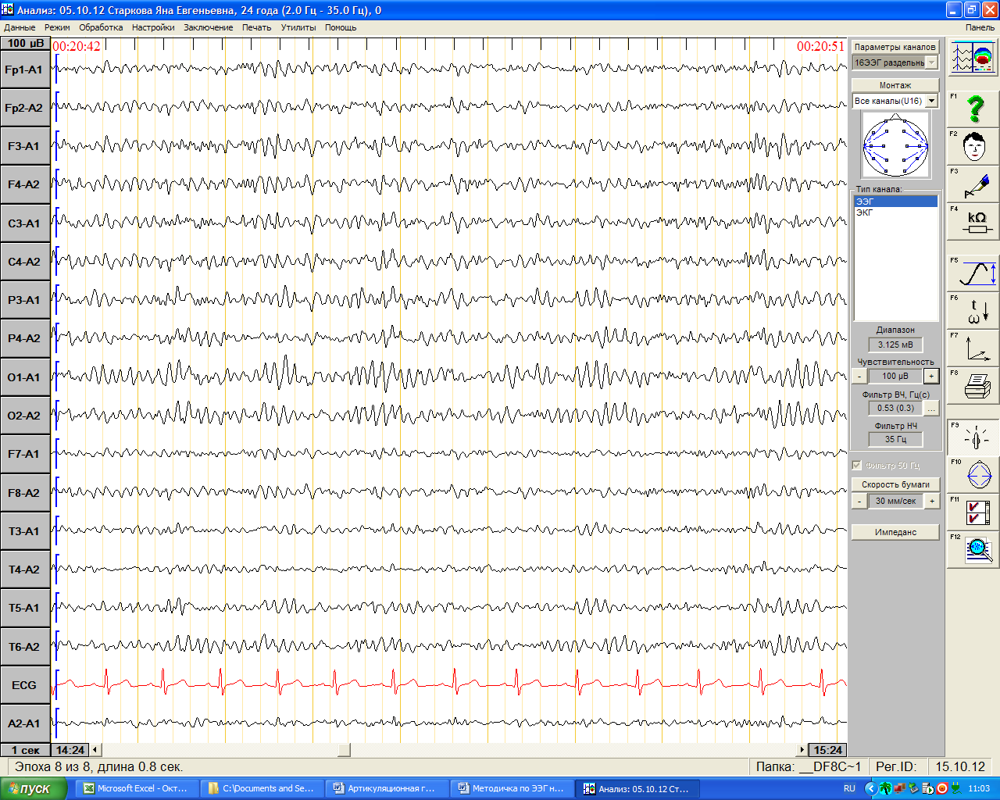 Анализ: 05.10.12 Старкова Яна Евгеньевна, 24 года (2.0 Гц - 35.0 Гц), 0
Данные Режим Обработка Настройки Заключение Печать Утилиты Помощь Панель
100 µB 00:20:42 00:20:51
Fp1-A1
Fp2-A2
F3-A1
F4-A2
C3-A1
C4-A2
P3-A1
P4-A2
O1-A1
O2-A2
F7-A1
F8-A2
T3-A1
T4-A2
T5-A1
T6-A2
ECG
A2-A1
1 сек 14:24 15:24
Параметры каналов
16ЭЭГ раздельнь
Монтаж
Все каналы(U16)
Тип канала:
ЭЭГ
ЭКГ
Диапазон
3.125 мВ
Чувствительность
- 100 µВ +
Фильтр ВЧ, Гц(с)
0.53 (0.3) ...
Фильтр НЧ
35 Гц
Фильтр 50 Гц
Скорость бумаги
- 30 мм/сек +
Импеданс
F1
F2
F3
F4
kΩ
F5
F6
t
ω
F7
F8
F9
F10
F11
F12
Эпоха 8 из 8, длина 0.8 сек. Папка: __DF8C~1 Рег.ID: 15.10.12
пуск Microsoft Excel - Окт... C:\Documents and Se... Артикуляционная г... Методичка по ЭЭГ н... Анализ: 05.10.12 Ст... RU 11:03